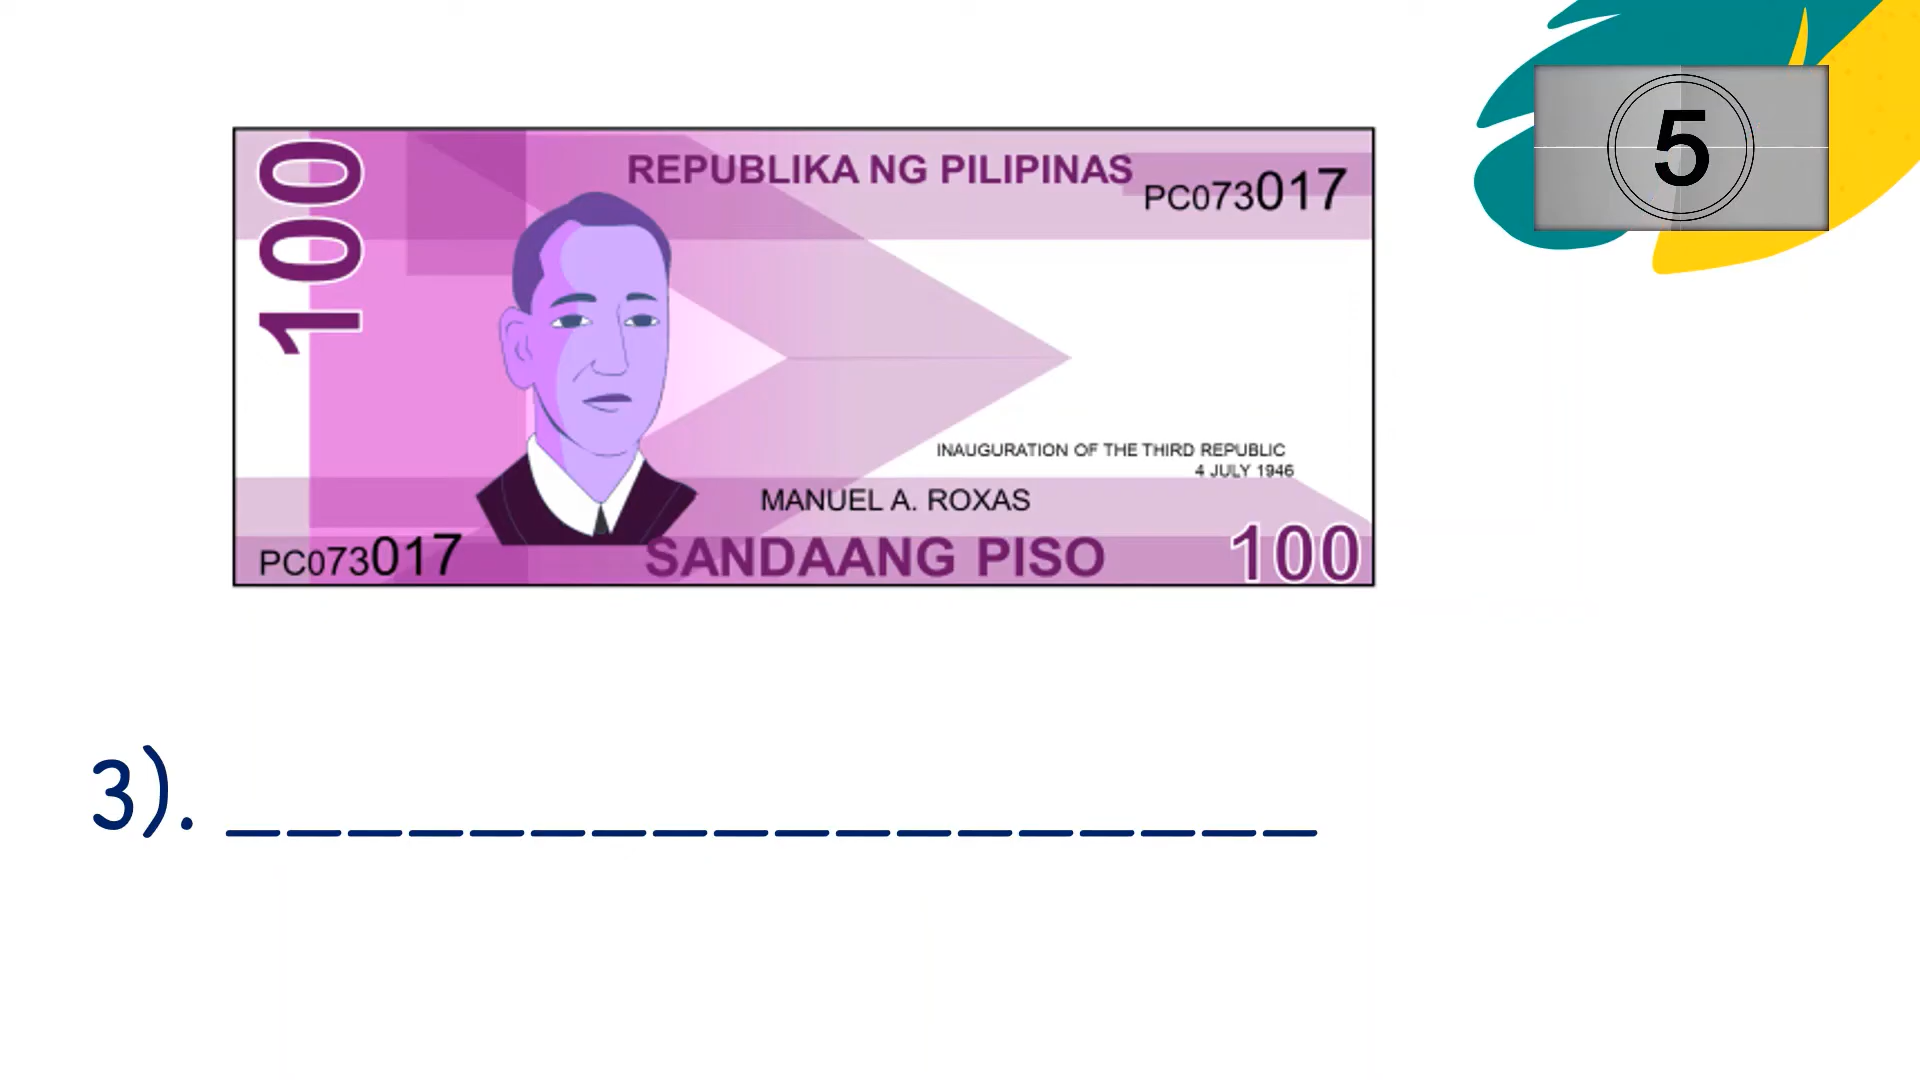 100
REPUBLIKA NG PILIPINAS
PC073017
5
INAUGURATION OF THE THIRD REPUBLIC
4 JULY 1946
MANUEL A. ROXAS
PC073017
SANDAANG PISO
100
3). __________________